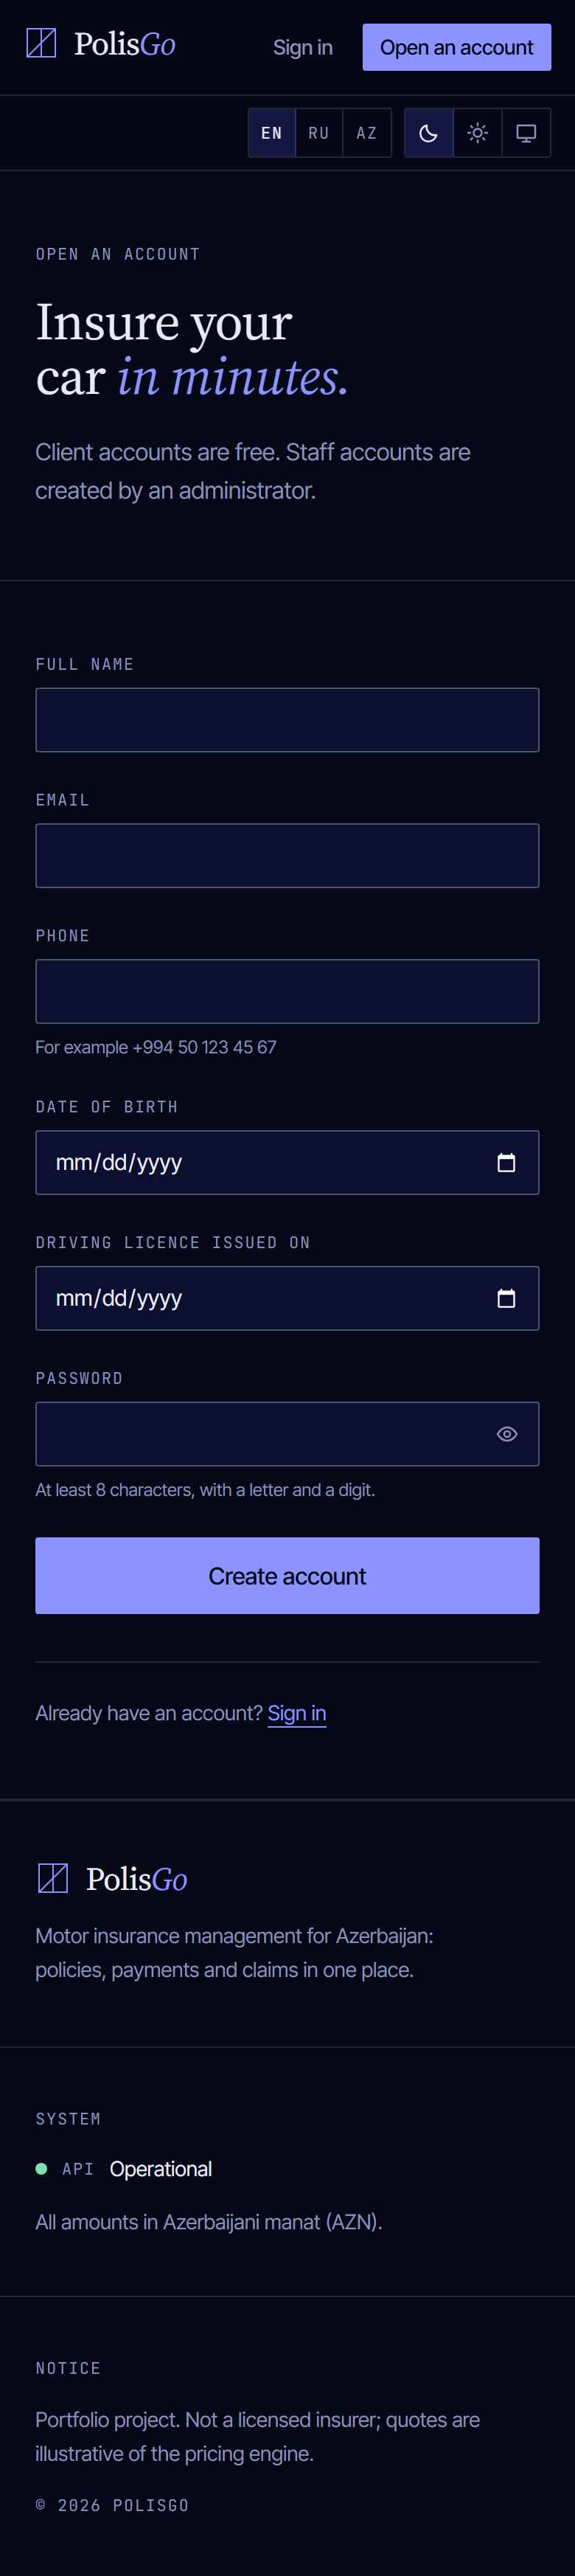 PolisGo
Sign in
Open an account
EN
RU
AZ
OPEN AN ACCOUNT
Insure your
car in minutes.
Client accounts are free. Staff accounts are
created by an administrator.
FULL NAME
EMAIL
PHONE
For example +994 50 123 45 67
DATE OF BIRTH
mm/dd/yyyy
DRIVING LICENCE ISSUED ON
mm/dd/yyyy
PASSWORD
At least 8 characters, with a letter and a digit.
Create account
Already have an account? Sign in
PolisGo
Motor insurance management for Azerbaijan:
policies, payments and claims in one place.
SYSTEM
API Operational
All amounts in Azerbaijani manat (AZN).
NOTICE
Portfolio project. Not a licensed insurer; quotes are
illustrative of the pricing engine.
© 2026 POLISGO